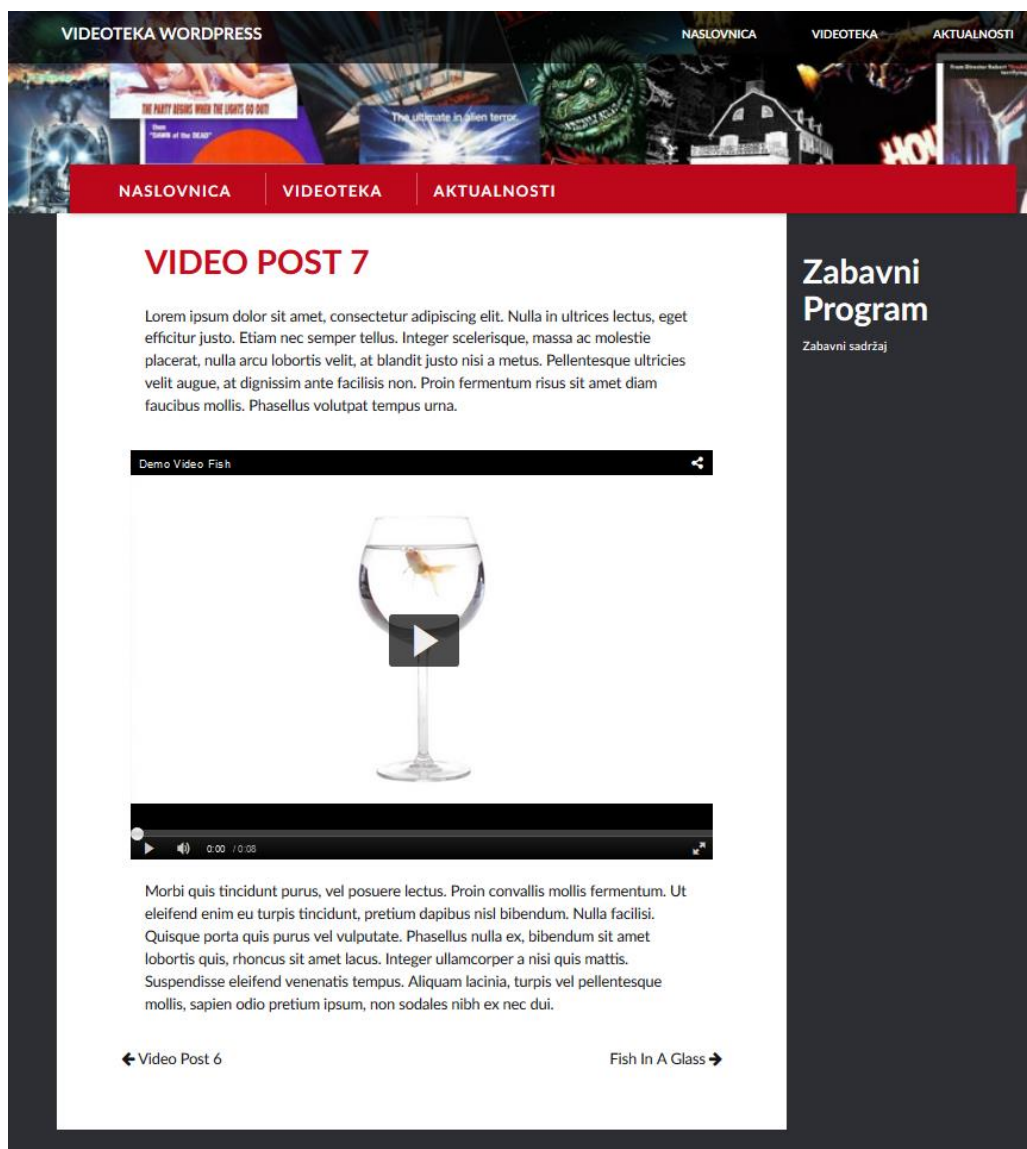 VIDEOTEKA WORDPRESS
NASLOVNICA VIDEOTEKA AKTUALNOSTI
THE PARTY BEGINS WHEN THE LIGHTS GO OUT!
"DAWN of the DEAD"
The ultimate in alien terror.
From Director Robert
HOU
NASLOVNICA VIDEOTEKA AKTUALNOSTI
VIDEO POST 7
Lorem ipsum dolor sit amet, consectetur adipiscing elit. Nulla in ultrices lectus, eget
efficitur justo. Etiam nec semper tellus. Integer scelerisque, massa ac molestie
placerat, nulla arcu lobortis velit, at blandit justo nisi a metus. Pellentesque ultricies
velit augue, at dignissim ante facilisis non. Proin fermentum risus sit amet diam
faucibus mollis. Phasellus volutpat tempus urna.
Demo Video Fish
0:00 / 0:08
Morbi quis tincidunt purus, vel posuere lectus. Proin convallis mollis fermentum. Ut
eleifend enim eu turpis tincidunt, pretium dapibus nisl bibendum. Nulla facilisi.
Quisque porta quis purus vel vulputate. Phasellus nulla ex, bibendum sit amet
lobortis quis, rhoncus sit amet lacus. Integer ullamcorper a nisi quis mattis.
Suspendisse eleifend venenatis tempus. Aliquam lacinia, turpis vel pellentesque
mollis, sapien odio pretium ipsum, non sodales nibh ex nec dui.
Video Post 6
Fish In A Glass
Zabavni
Program
Zabavni sadržaj